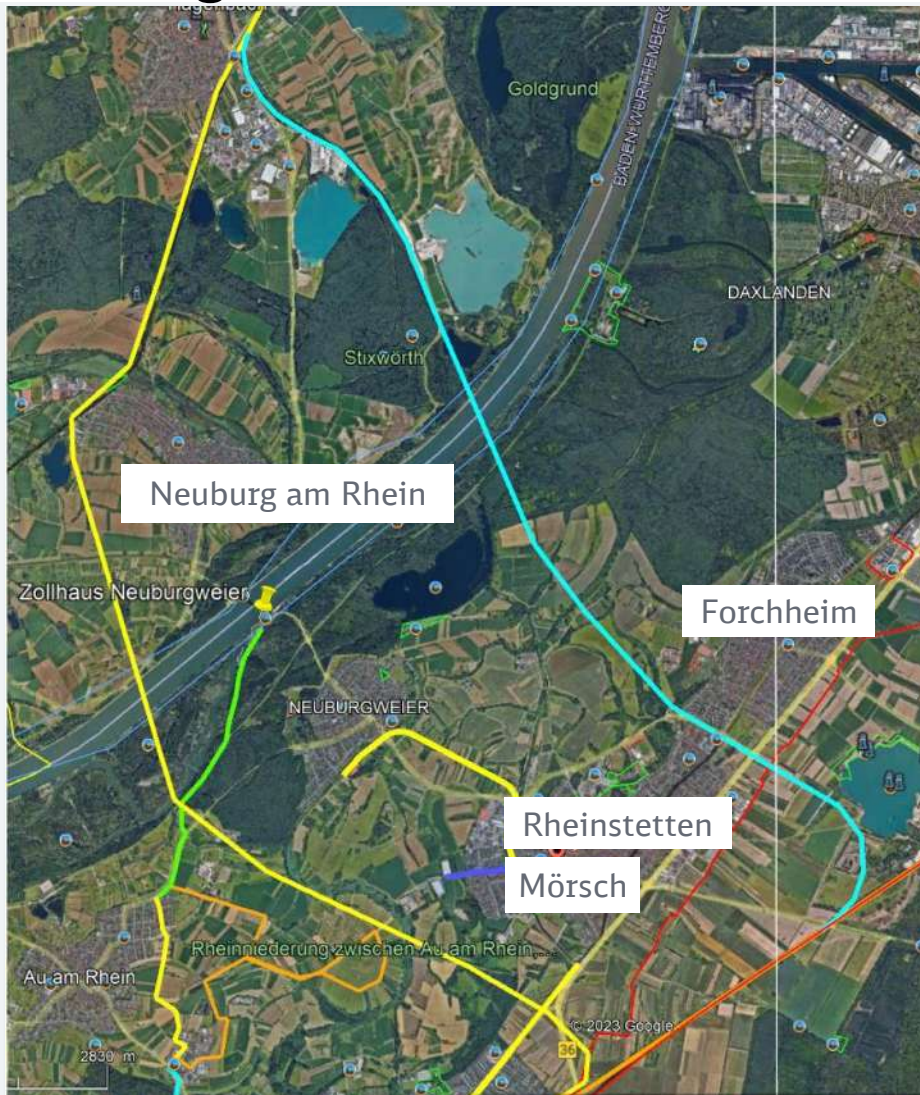 Hagenbach
Goldgrund
BADEN-WÜRTTEMBERG
DAXLANDEN
Stixwörth
Neuburg am Rhein
Zollhaus Neuburgweier
Forchheim
NEUBURGWEIER
Rheinstetten
Mörsch
Rheinniederung zwischen Au am Rhein,...
Au am Rhein
© 2023 Google
36
2830 m